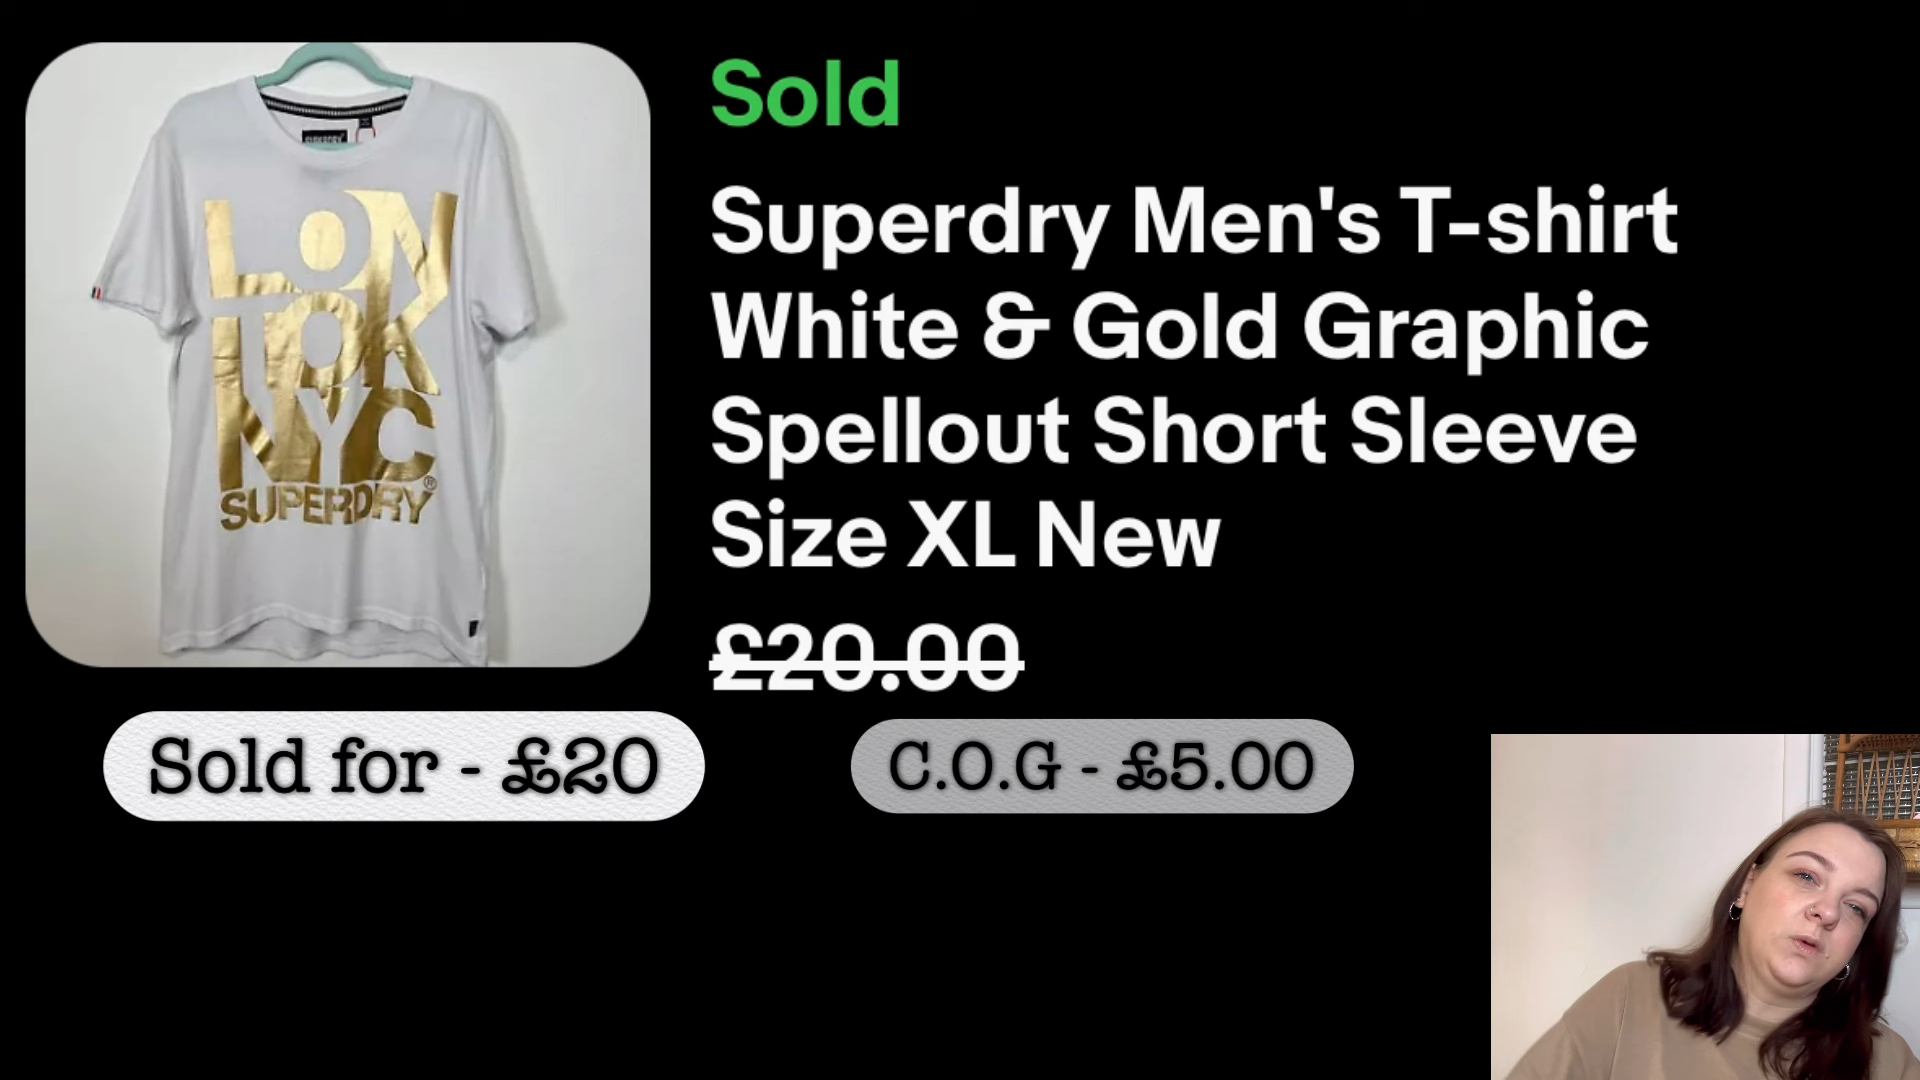 LON
TOK
NYC
SUPERDRY®
Sold
Superdry Men's T-shirt
White & Gold Graphic
Spellout Short Sleeve
Size XL New
£20.00
Sold for - £20
C.O.G - £5.00